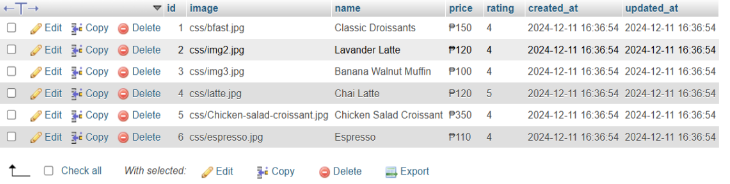 id image name price rating created_at updated_at
Edit Copy Delete 1 css/bfast.jpg Classic Droissants ₱150 4 2024-12-11 16:36:54 2024-12-11 16:36:54
Edit Copy Delete 2 css/img2.jpg Lavander Latte ₱120 4 2024-12-11 16:36:54 2024-12-11 16:36:54
Edit Copy Delete 3 css/img3.jpg Banana Walnut Muffin ₱100 4 2024-12-11 16:36:54 2024-12-11 16:36:54
Edit Copy Delete 4 css/latte.jpg Chai Latte ₱120 5 2024-12-11 16:36:54 2024-12-11 16:36:54
Edit Copy Delete 5 css/Chicken-salad-croissant.jpg Chicken Salad Croissant ₱350 4 2024-12-11 16:36:54 2024-12-11 16:36:54
Edit Copy Delete 6 css/espresso.jpg Espresso ₱110 4 2024-12-11 16:36:54 2024-12-11 16:36:54
Check all With selected: Edit Copy Delete Export